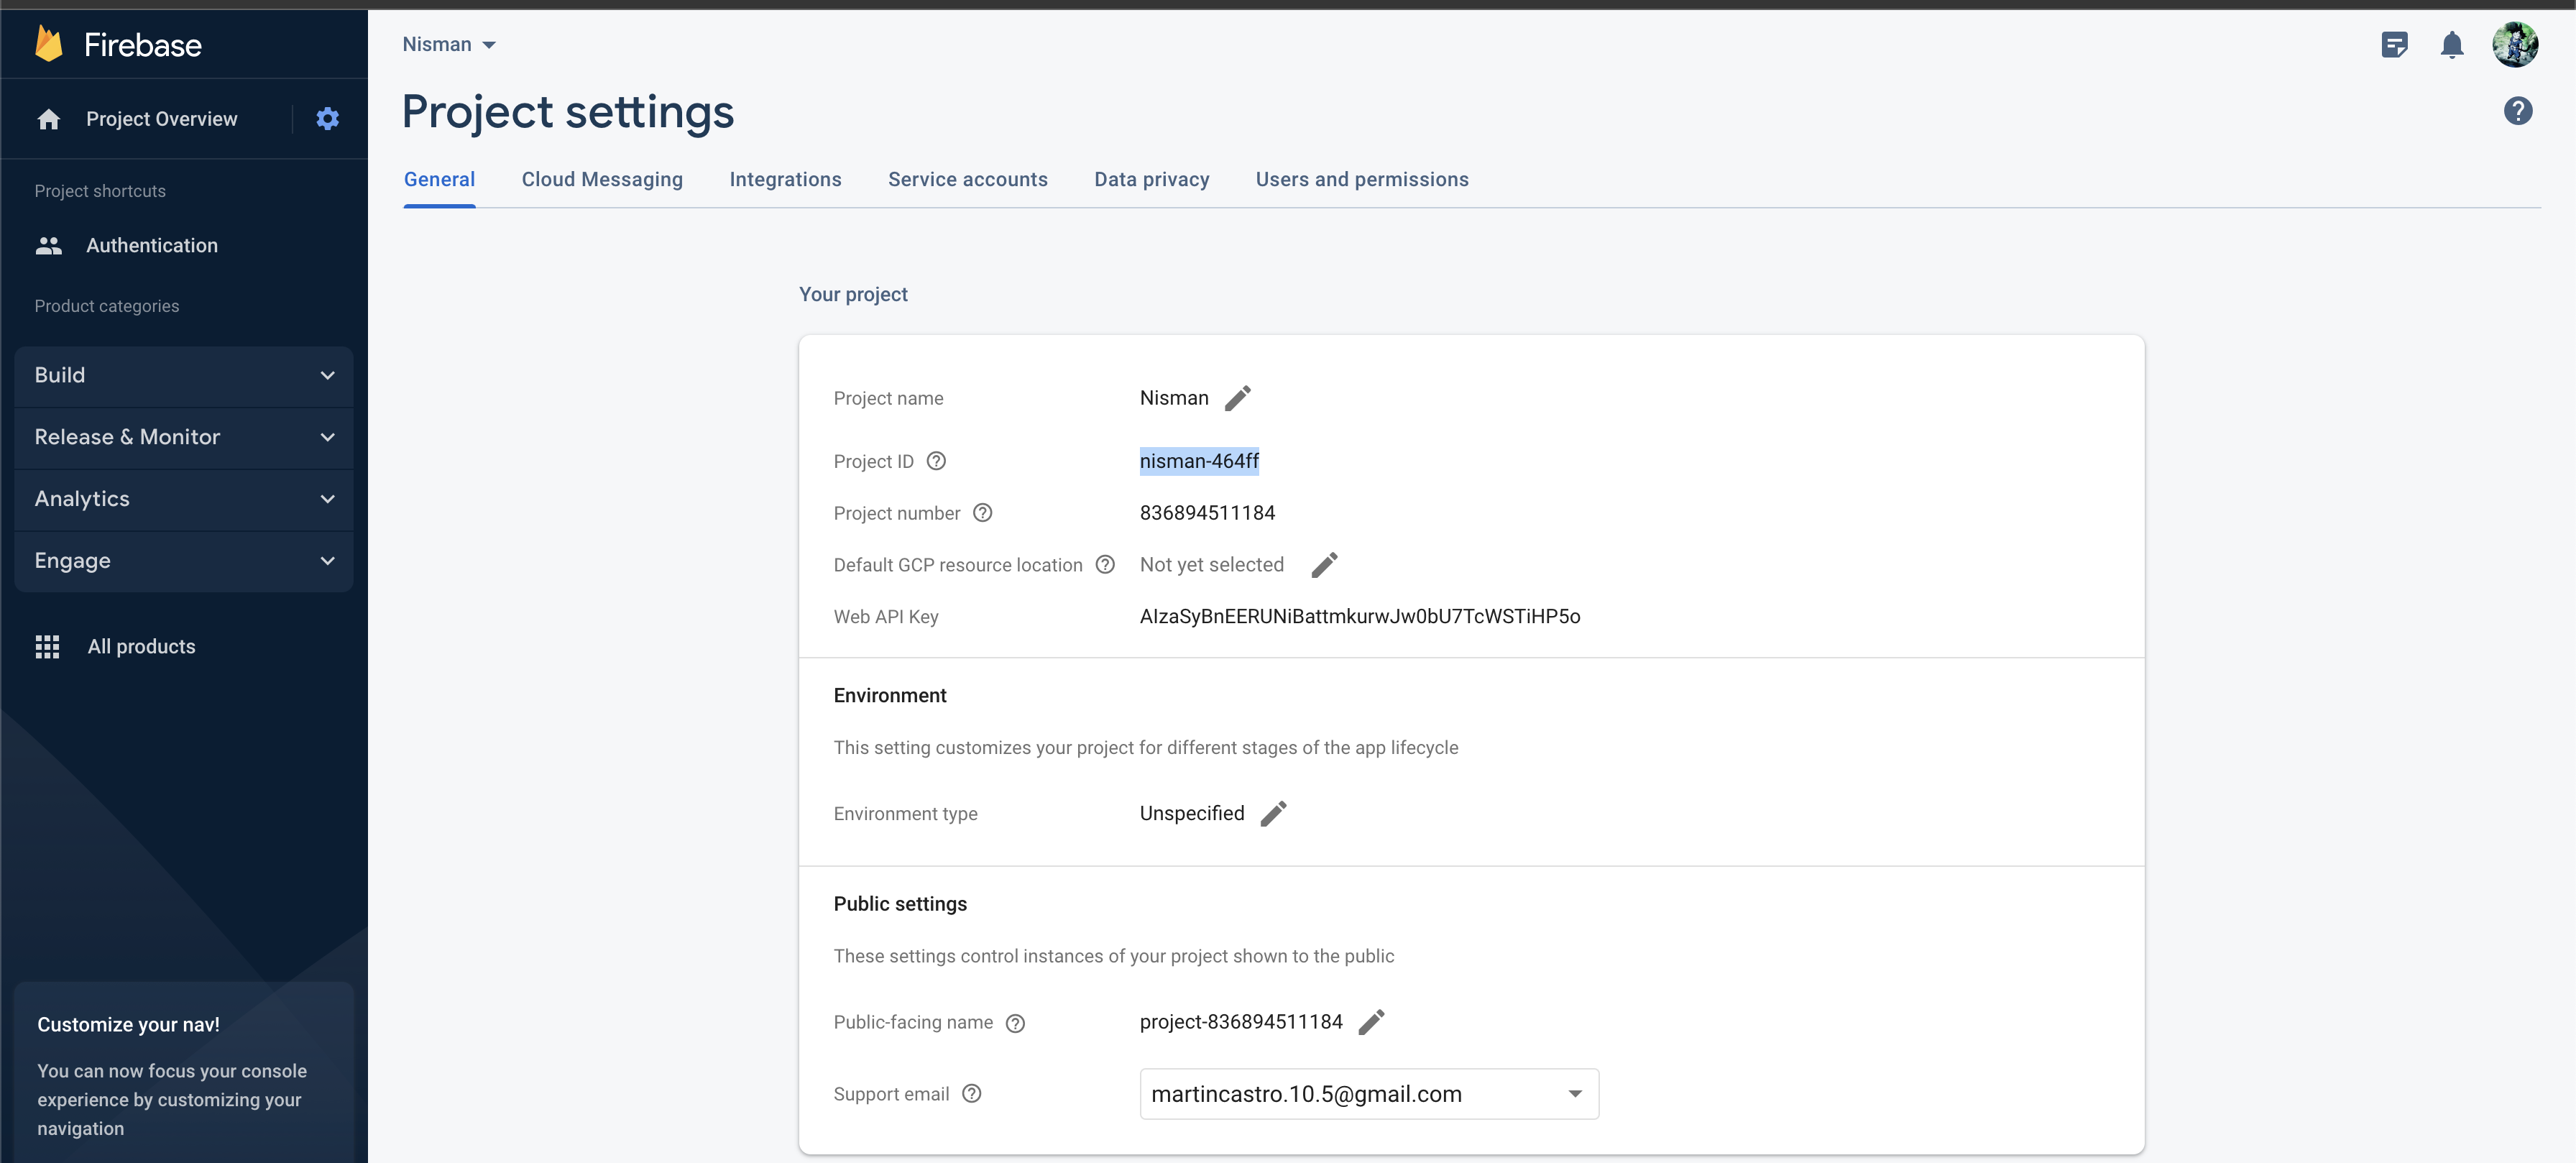 Firebase
Nisman
Project Overview
Project settings
General
Cloud Messaging
Integrations
Service accounts
Data privacy
Users and permissions
Project shortcuts
Authentication
Product categories
Build
Release & Monitor
Analytics
Engage
All products
Customize your nav!
You can now focus your console
experience by customizing your
navigation
Your project
Project name Nisman
Project ID nisman-464ff
Project number 836894511184
Default GCP resource location Not yet selected
Web API Key AIzaSyBnEERUNiBattmkurwJw0bU7TcWSTiHP5o
Environment
This setting customizes your project for different stages of the app lifecycle
Environment type Unspecified
Public settings
These settings control instances of your project shown to the public
Public-facing name project-836894511184
Support email martincastro.10.5@gmail.com